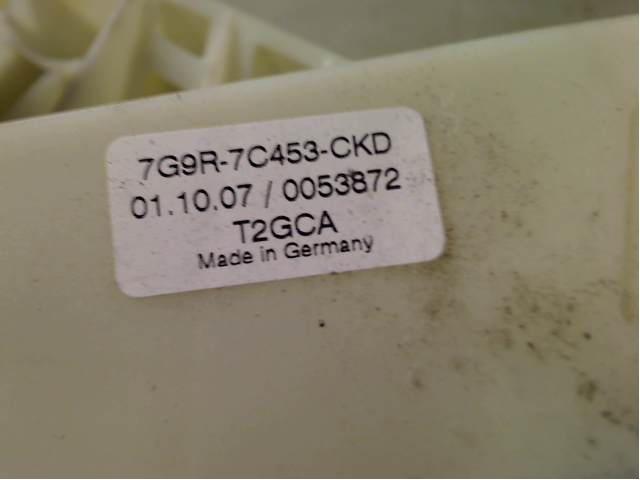 7G9R-7C453-CKD
01.10.07 / 0053872
T2GCA
Made in Germany